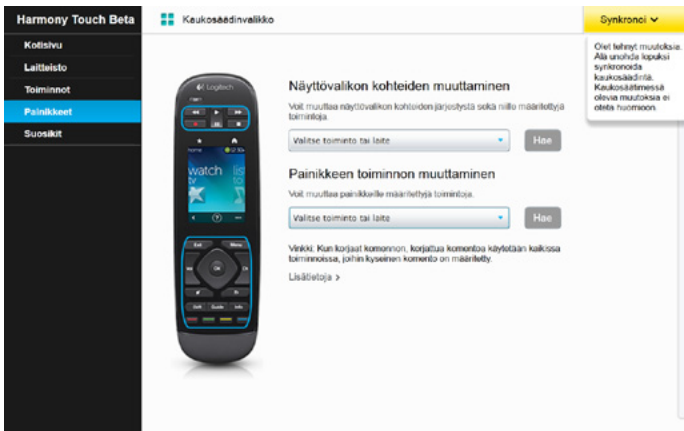 Harmony Touch Beta
Kaukosäädinvalikko
Synkronoi
Kotisivu
Laitteisto
Toiminnot
Painikkeet
Suosikit
Olet tehnyt muutoksia.
Älä unohda lopuksi
synkronoida
kaukosäädintä.
Kaukosäätimessä
olevia muutoksia ei
oteta huomioon.
Logitech
Näyttövalikon kohteiden muuttaminen
Voit muuttaa näyttövalikon kohteiden järjestystä sekä niille määritettyjä
toimintoja.
Valitse toiminto tai laite
Hae
Painikkeen toiminnon muuttaminen
Voit muuttaa painikkeille määritettyjä toimintoja.
Valitse toiminto tai laite
Hae
Vinkki: Kun korjaat komennon, korjattua komentoa käytetään kaikissa
toiminnoissa, joihin kyseinen komento on määritetty.
Lisätietoja >
home
watch
tv
lis
Exit
Menu
OK
DVR
Guide
Info